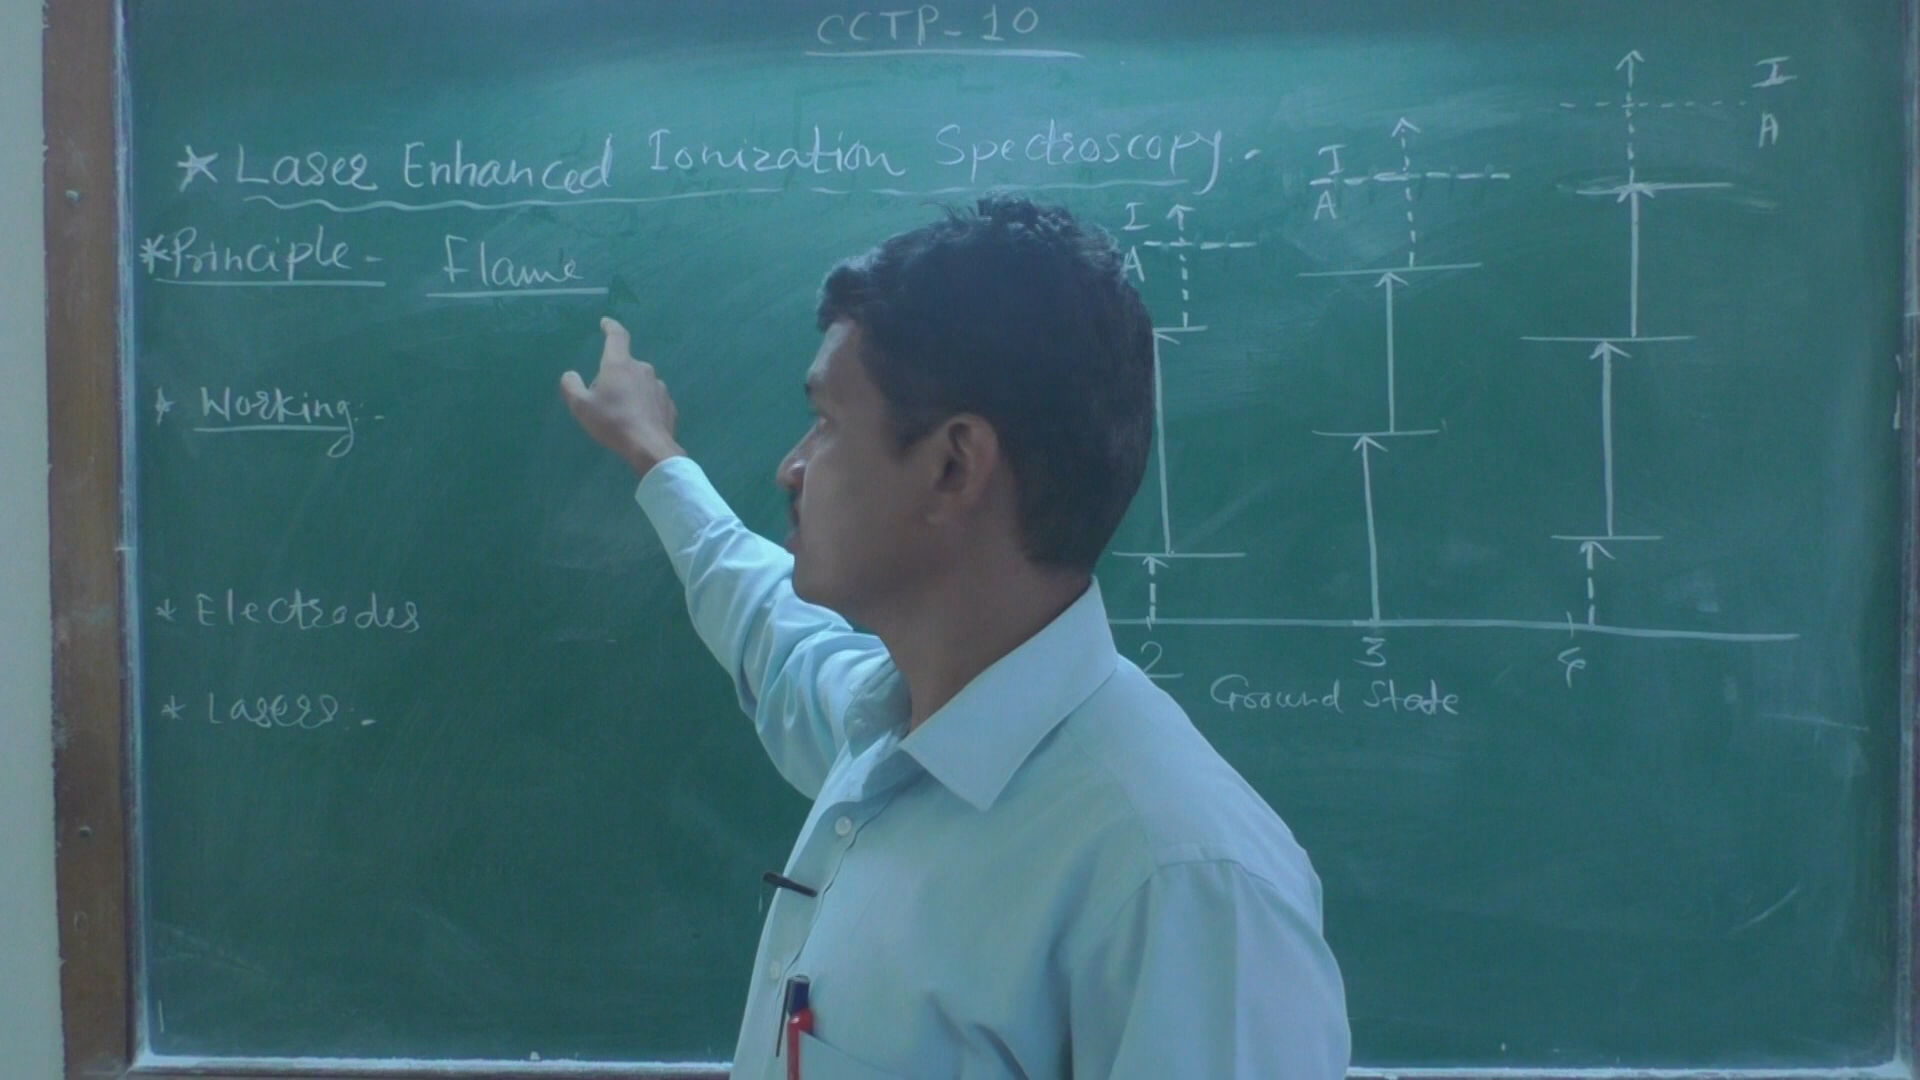 CCTP-10
* Laser Enhanced Ionization Spectroscopy.-
* Principle - Flame
* Working:-
* Electrodes
* Lasers:-
I
A
I
A
I
A
2 3 4
Ground State